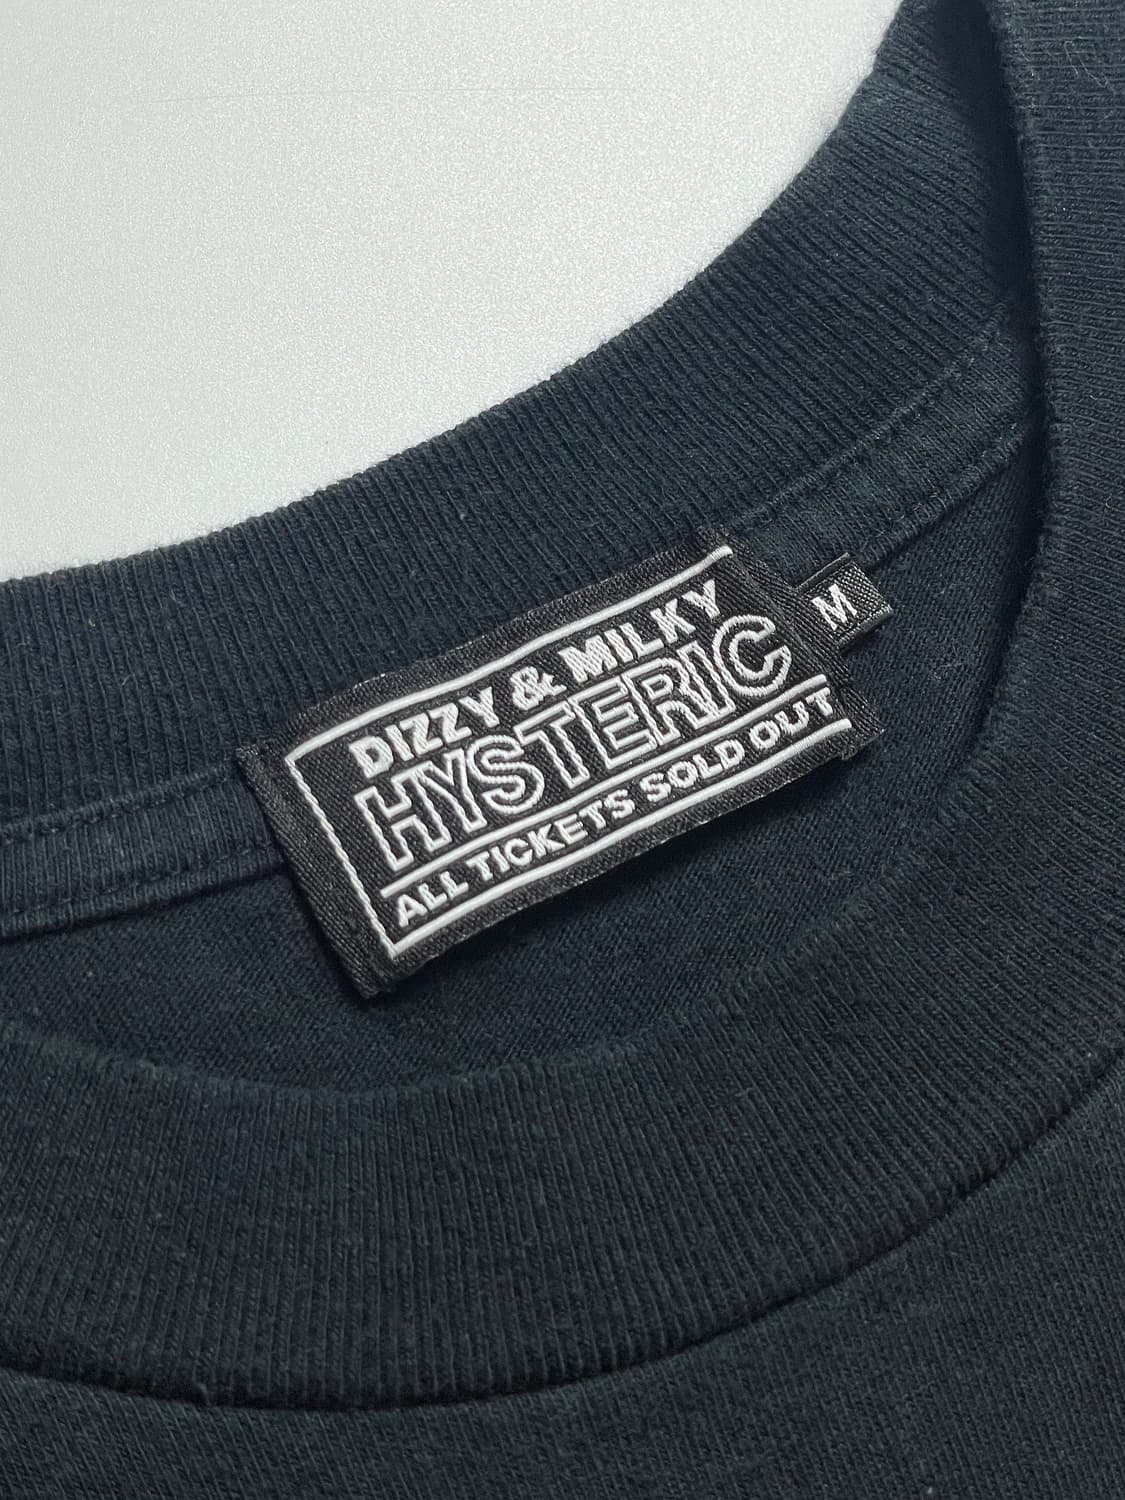 DIZZY & MILKY
HYSTERIC
ALL TICKETS SOLD OUT
M